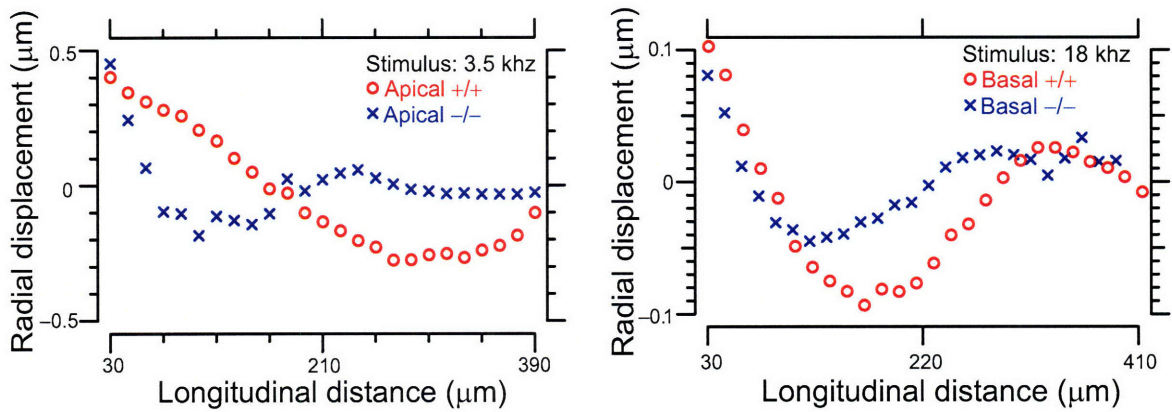 Radial displacement (μm)
0.5
0
−0.5
Stimulus: 3.5 khz
Apical +/+
Apical −/−
30
210
390
Longitudinal distance (μm)
Radial displacement (μm)
0.1
0
−0.1
Stimulus: 18 khz
Basal +/+
Basal −/−
30
220
410
Longitudinal distance (μm)